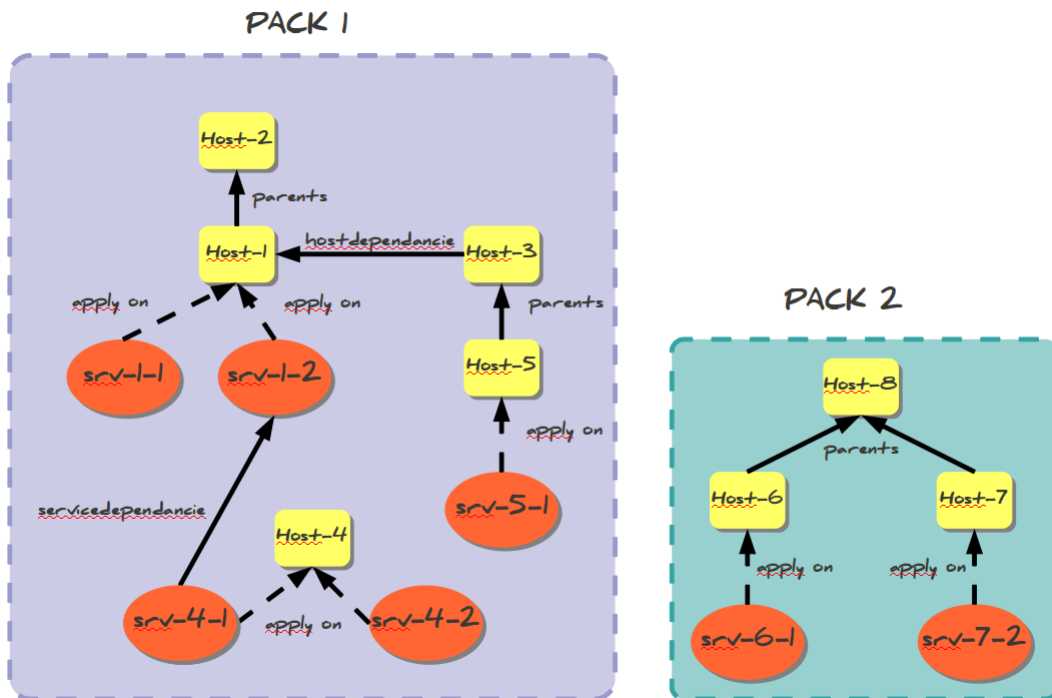 PACK 1
Host-2
parents
Host-1
hostdependancie
Host-3
apply on
apply on
parents
srv-1-1
srv-1-2
Host-5
apply on
servicedependancie
srv-5-1
Host-4
srv-4-1
apply on
srv-4-2
PACK 2
Host-8
parents
Host-6
Host-7
apply on
apply on
srv-6-1
srv-7-2